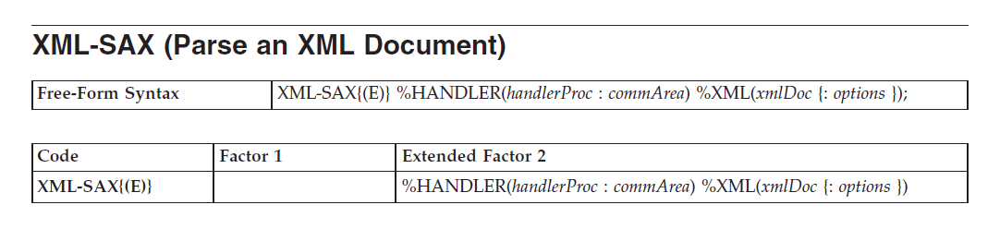 XML-SAX (Parse an XML Document)
Free-Form Syntax XML-SAX{(E)} %HANDLER(handlerProc : commArea) %XML(xmlDoc {: options });
Code Factor 1 Extended Factor 2
XML-SAX{(E)} %HANDLER(handlerProc : commArea) %XML(xmlDoc {: options })